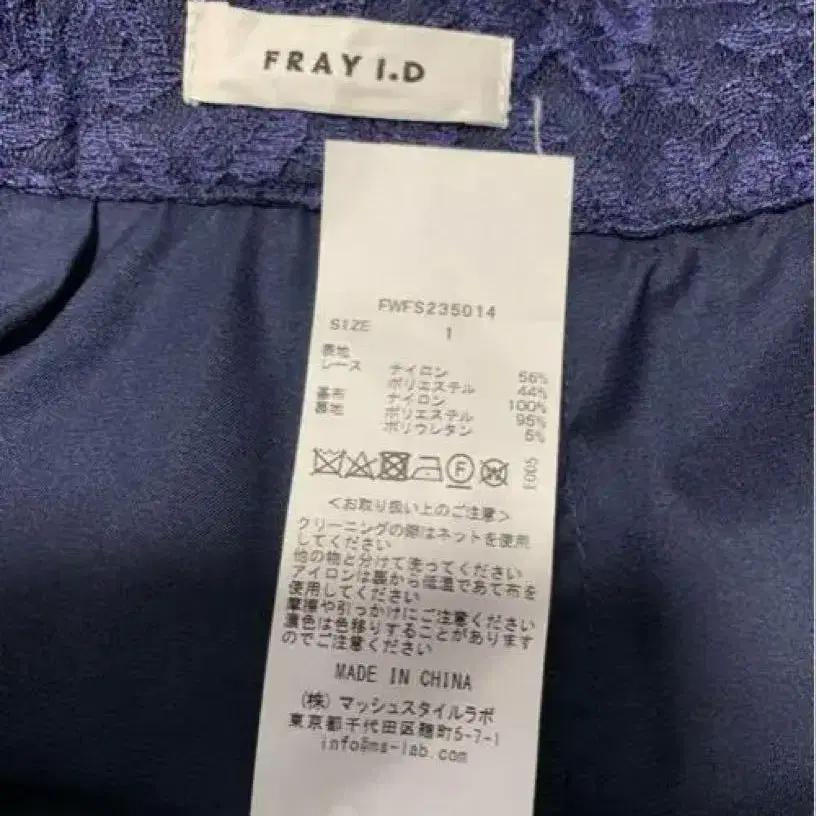 FRAY I.D
FWFS235014
SIZE 1
表地
レース ナイロン 56%
ポリエステル 44%
基布 ナイロン 100%
裏地 ポリエステル 95%
ポリウレタン 5%
F W E005
<お取り扱い上のご注意>
クリーニングの際はネットを使用
してください
他の物と分けて洗ってください
アイロンは裏から低温であて布を
使用してください
摩擦や引っかけにご注意ください
濃色は色移りすることがあります
のでご注意ください
MADE IN CHINA
(株) マッシュスタイルラボ
東京都千代田区麹町5-7-1
info@ms-lab.com